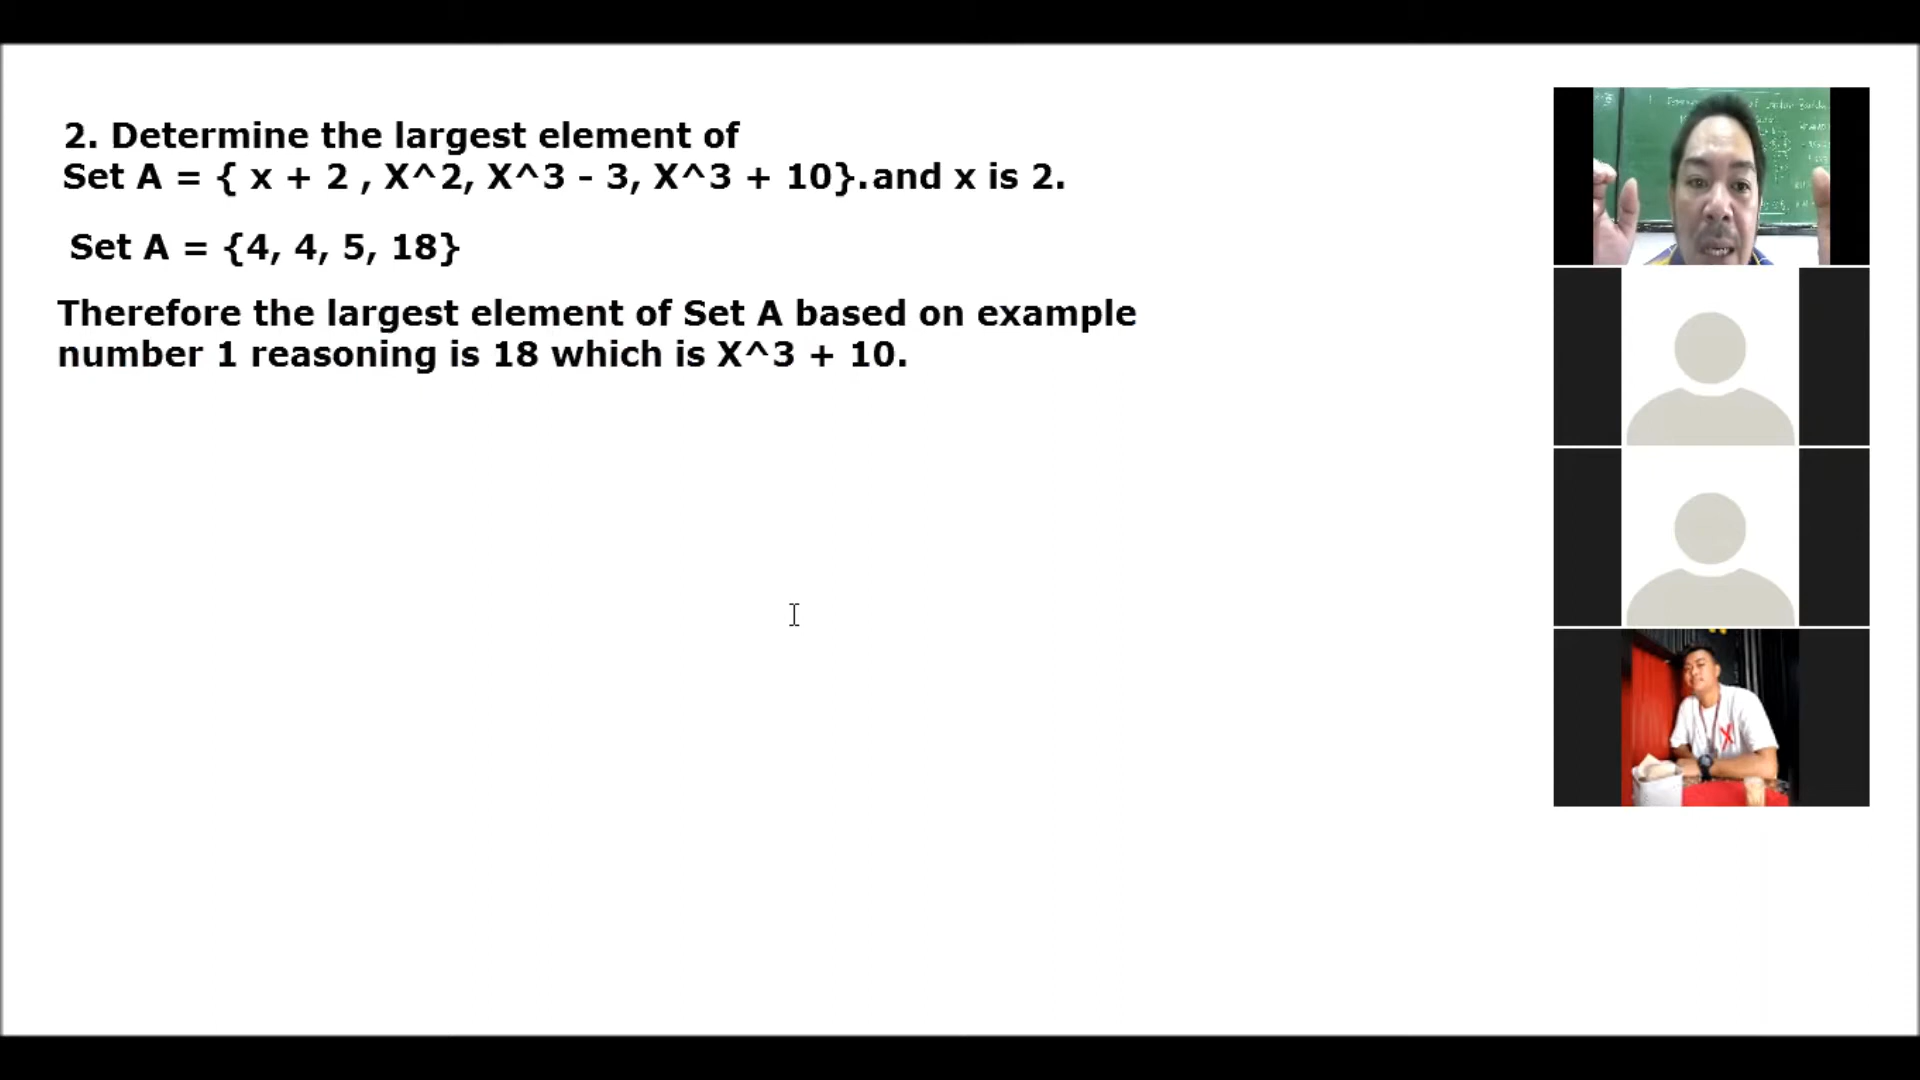 2. Determine the largest element of
Set A = { x + 2 , X^2, X^3 - 3, X^3 + 10}.and x is 2.
Set A = {4, 4, 5, 18}
Therefore the largest element of Set A based on example
number 1 reasoning is 18 which is X^3 + 10.